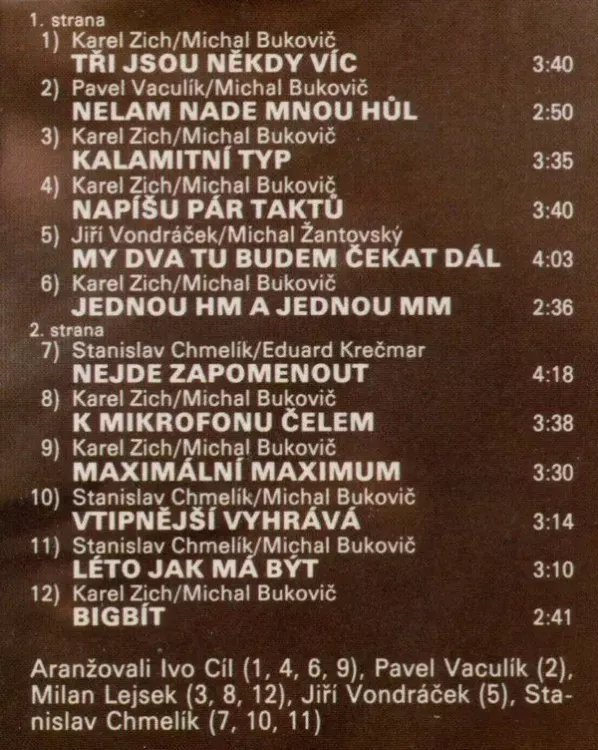 1. strana
1) Karel Zich/Michal Bukovič
TŘI JSOU NĚKDY VÍC 3:40
2) Pavel Vaculík/Michal Bukovič
NELAM NADE MNOU HŮL 2:50
3) Karel Zich/Michal Bukovič
KALAMITNÍ TYP 3:35
4) Karel Zich/Michal Bukovič
NAPÍŠU PÁR TAKTŮ 3:40
5) Jiří Vondráček/Michal Žantovský
MY DVA TU BUDEM ČEKAT DÁL 4:03
6) Karel Zich/Michal Bukovič
JEDNOU HM A JEDNOU MM 2:36
2. strana
7) Stanislav Chmelík/Eduard Krečmar
NEJDE ZAPOMENOUT 4:18
8) Karel Zich/Michal Bukovič
K MIKROFONU ČELEM 3:38
9) Karel Zich/Michal Bukovič
MAXIMÁLNÍ MAXIMUM 3:30
10) Stanislav Chmelík/Michal Bukovič
VTIPNĚJŠÍ VYHRÁVÁ 3:14
11) Stanislav Chmelík/Michal Bukovič
LÉTO JAK MÁ BÝT 3:10
12) Karel Zich/Michal Bukovič
BIGBÍT 2:41
Aranžovali Ivo Cíl (1, 4, 6, 9), Pavel Vaculík (2),
Milan Lejsek (3, 8, 12), Jiří Vondráček (5), Sta-
nislav Chmelík (7, 10, 11)